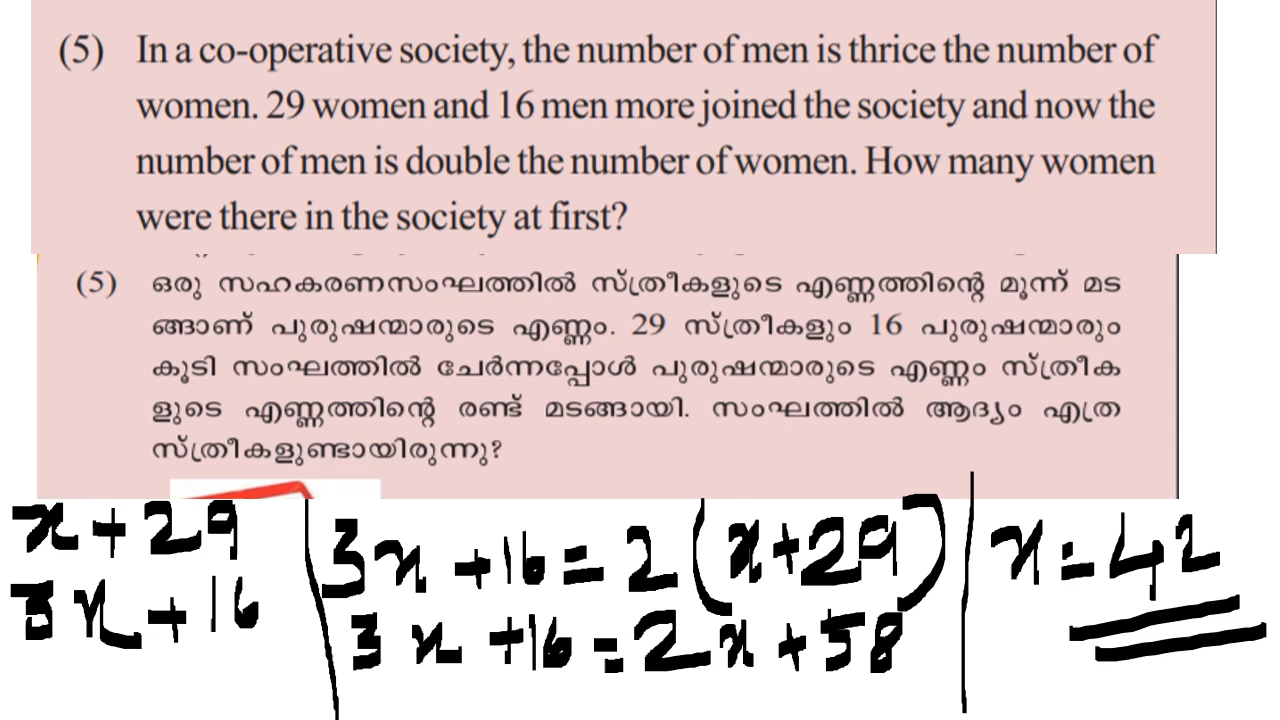 (5) In a co-operative society, the number of men is thrice the number of
women. 29 women and 16 men more joined the society and now the
number of men is double the number of women. How many women
were there in the society at first?
(5) ഒരു സഹകരണസംഘത്തിൽ സ്ത്രീകളുടെ എണ്ണത്തിന്റെ മൂന്ന് മട
ങ്ങാണ് പുരുഷന്മാരുടെ എണ്ണം. 29 സ്ത്രീകളും 16 പുരുഷന്മാരും
കൂടി സംഘത്തിൽ ചേർന്നപ്പോൾ പുരുഷന്മാരുടെ എണ്ണം സ്ത്രീക
ളുടെ എണ്ണത്തിന്റെ രണ്ട് മടങ്ങായി. സംഘത്തിൽ ആദ്യം എത്ര
സ്ത്രീകളുണ്ടായിരുന്നു?
x+29
3x+16
3x+16=2(x+29)
3x+16=2x+58
x=42